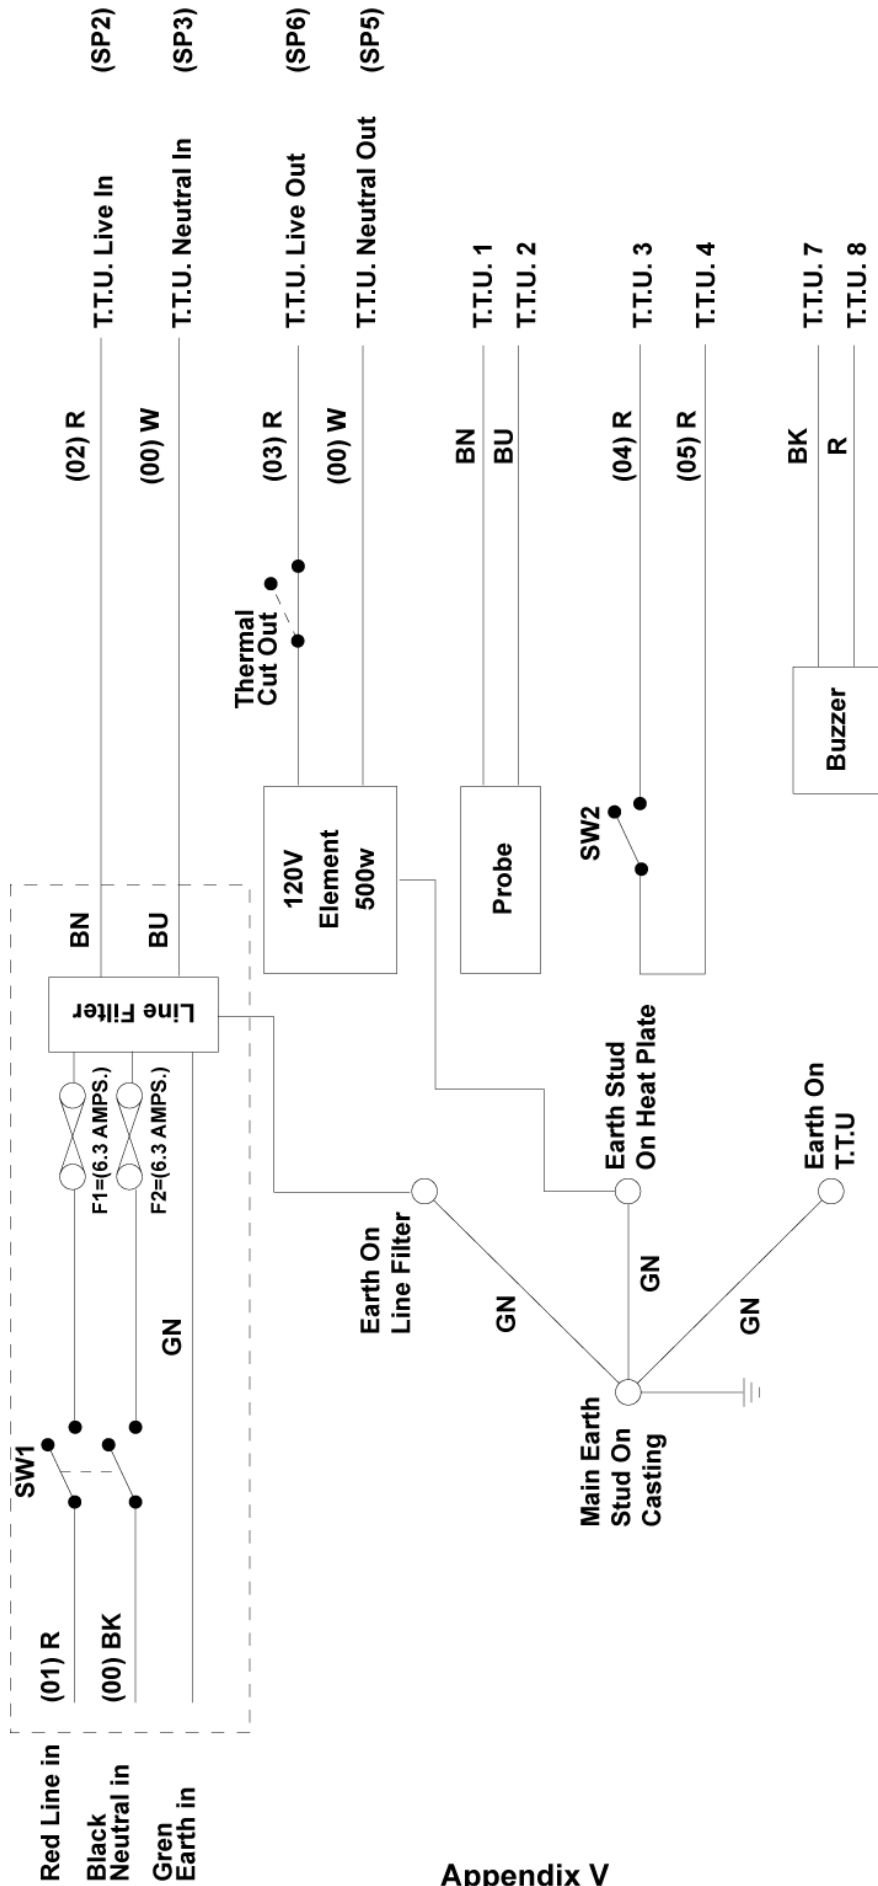 Red Line in
Black
Neutral in
Gren
Earth in
(01) R
(00) BK
GN
SW1
F1=(6.3 AMPS.)
F2=(6.3 AMPS.)
Line Filter
BN
BU
(02) R
(00) W
T.T.U. Live In
(SP2)
T.T.U. Neutral In
(SP3)
Thermal
Cut Out
120V
Element
500w
(03) R
(00) W
T.T.U. Live Out
(SP6)
T.T.U. Neutral Out
(SP5)
Probe
BN
BU
T.T.U. 1
T.T.U. 2
SW2
(04) R
(05) R
T.T.U. 3
T.T.U. 4
Buzzer
BK
R
T.T.U. 7
T.T.U. 8
Earth On
Line Filter
GN
Earth Stud
On Heat Plate
GN
Earth On
T.T.U
GN
Main Earth
Stud On
Casting
Appendix V